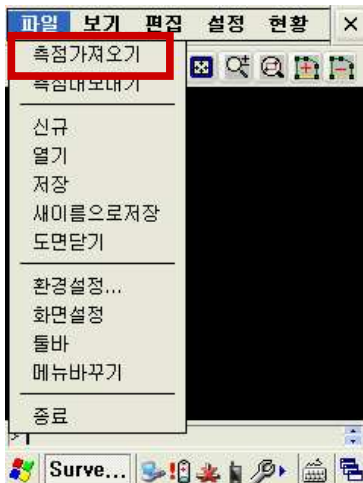 파일 보기 편집 설정 현황 ×
측점가져오기
측점내보내기
신규
열기
저장
새이름으로저장
도면닫기
환경설정...
화면설정
툴바
메뉴바꾸기
종료
>
Surve...